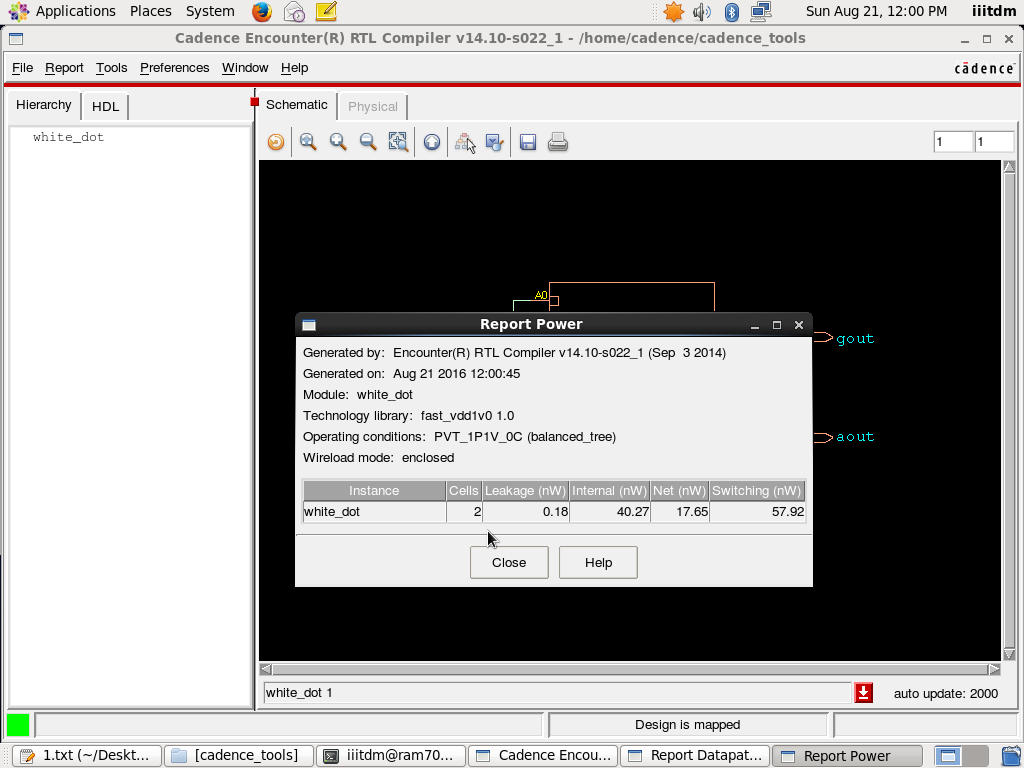 Applications Places System Sun Aug 21, 12:00 PM iiitdm
Cadence Encounter(R) RTL Compiler v14.10-s022_1 - /home/cadence/cadence_tools
File Report Tools Preferences Window Help cādence
Hierarchy HDL Schematic Physical
white_dot
1 1
A0
gout
aout
Report Power
Generated by: Encounter(R) RTL Compiler v14.10-s022_1 (Sep 3 2014)
Generated on: Aug 21 2016 12:00:45
Module: white_dot
Technology library: fast_vdd1v0 1.0
Operating conditions: PVT_1P1V_0C (balanced_tree)
Wireload mode: enclosed
Instance Cells Leakage (nW) Internal (nW) Net (nW) Switching (nW)
white_dot 2 0.18 40.27 17.65 57.92
Close Help
white_dot 1 auto update: 2000
Design is mapped
1.txt (~/Deskt... [cadence_tools] iiitdm@ram70... Cadence Encou... Report Datapat... Report Power